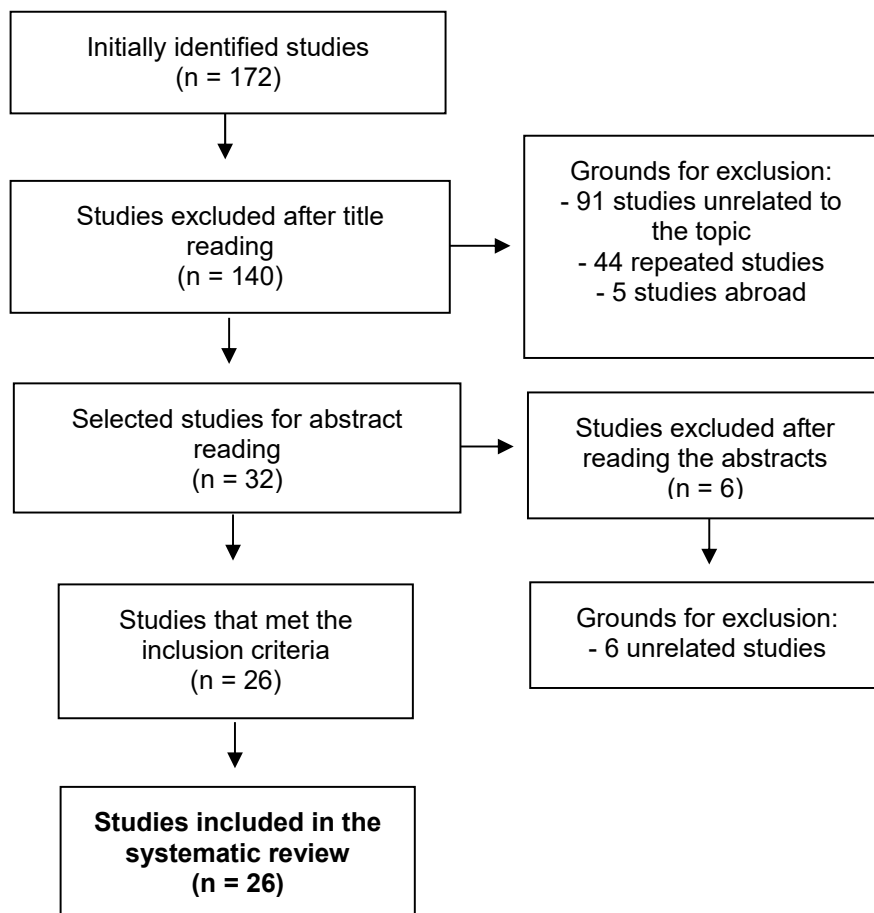 Initially identified studies
(n = 172)
Studies excluded after title
reading
(n = 140)
Grounds for exclusion:
- 91 studies unrelated to
the topic
- 44 repeated studies
- 5 studies abroad
Selected studies for abstract
reading
(n = 32)
Studies excluded after
reading the abstracts
(n = 6)
Studies that met the
inclusion criteria
(n = 26)
Grounds for exclusion:
- 6 unrelated studies
Studies included in the
systematic review
(n = 26)